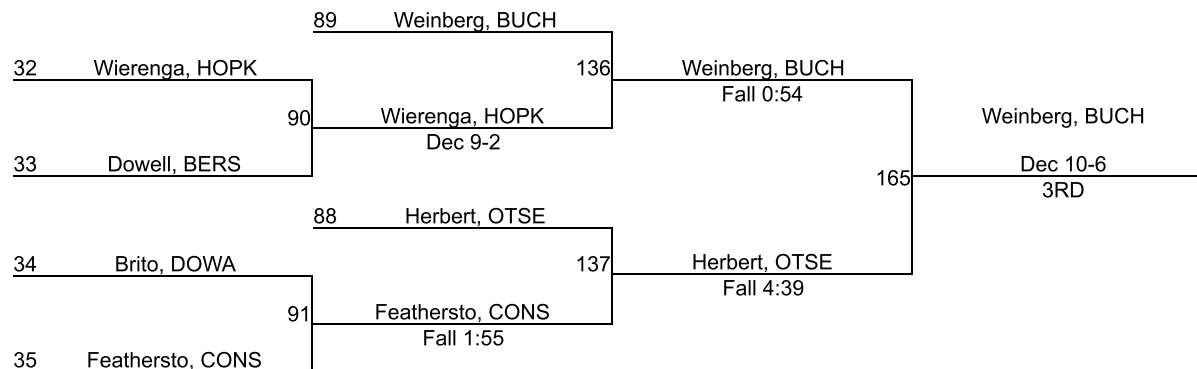 89 Weinberg, BUCH
32 Wierenga, HOPK
136 Weinberg, BUCH
Fall 0:54
90 Wierenga, HOPK
Dec 9-2
Weinberg, BUCH
33 Dowell, BERS
165 Dec 10-6
3RD
88 Herbert, OTSE
34 Brito, DOWA
137 Herbert, OTSE
Fall 4:39
91 Feathersto, CONS
Fall 1:55
35 Feathersto, CONS